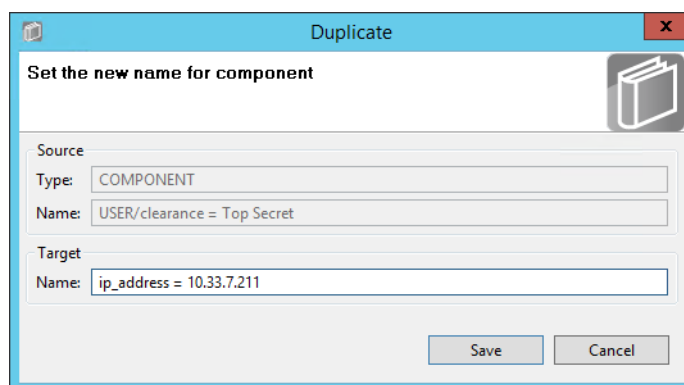 Duplicate
x
Set the new name for component
Source
Type: COMPONENT
Name: USER/clearance = Top Secret
Target
Name: ip_address = 10.33.7.211
Save Cancel